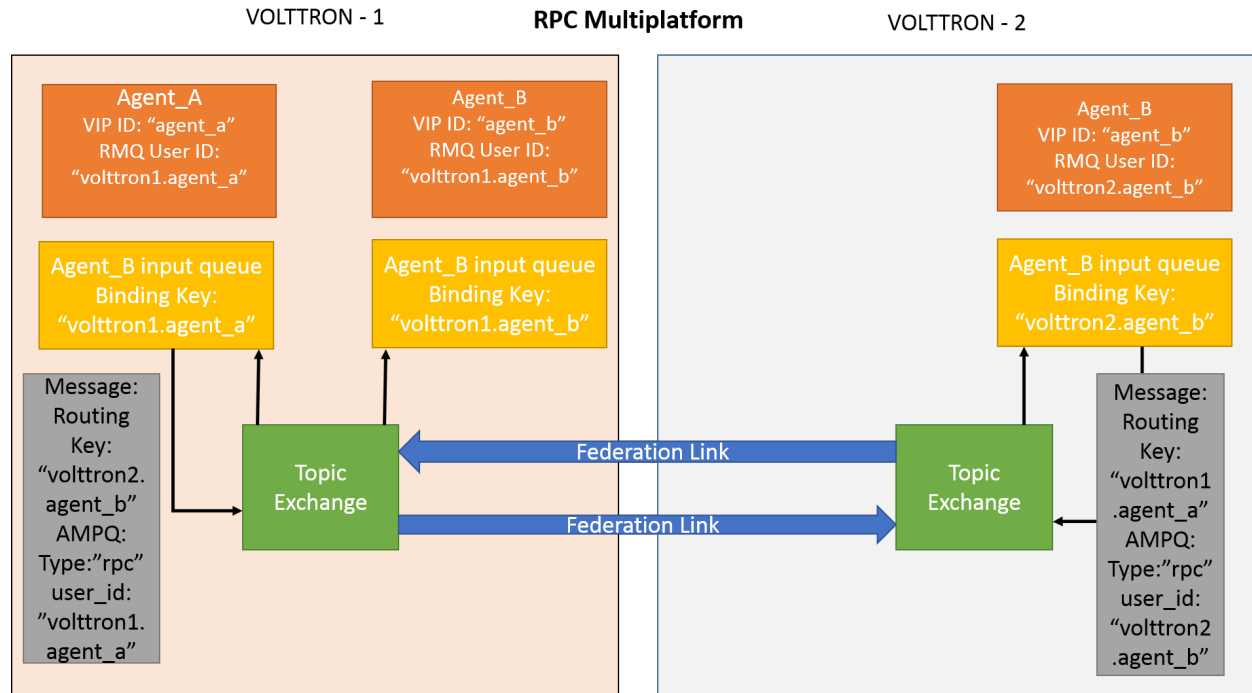 VOLTTRON - 1
RPC Multiplatform
VOLTTRON - 2
Agent_A
VIP ID: “agent_a”
RMQ User ID:
“volttron1.agent_a”
Agent_B
VIP ID: “agent_b”
RMQ User ID:
“volttron1.agent_b”
Agent_B
VIP ID: “agent_b”
RMQ User ID:
“volttron2.agent_b”
Agent_B input queue
Binding Key:
“volttron1.agent_a”
Agent_B input queue
Binding Key:
“volttron1.agent_b”
Agent_B input queue
Binding Key:
“volttron2.agent_b”
Message:
Routing
Key:
“volttron2.
agent_b”
AMPQ:
Type:”rpc”
user_id:
”volttron1.
agent_a”
Topic
Exchange
Federation Link
Federation Link
Topic
Exchange
Message:
Routing
Key:
“volttron1
.agent_a”
AMPQ:
Type:”rpc”
user_id:
“volttron2
.agent_b”